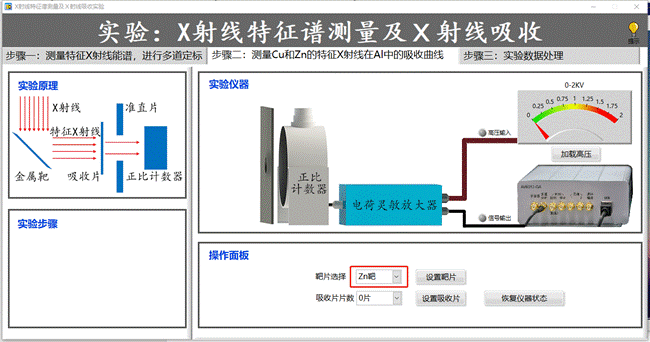 X射线特征谱测量及X射线吸收实验
实验：X射线特征谱测量及X射线吸收
提示
步骤一：测量特征X射线能谱，进行多道定标
步骤二：测量Cu和Zn的特征X射线在Al中的吸收曲线
步骤三：实验数据处理
实验原理
X射线
准直片
特征X射线
金属靶
吸收片
正比计数器
实验步骤
实验仪器
正比
计数器
电荷灵敏放大器
高压输入
信号输出
0-2KV
0 0.25 0.5 0.75 1 1.25 1.5 1.75 2
加载高压
操作面板
靶片选择
Zn靶
设置靶片
吸收片片数
0片
设置吸收片
恢复仪器状态